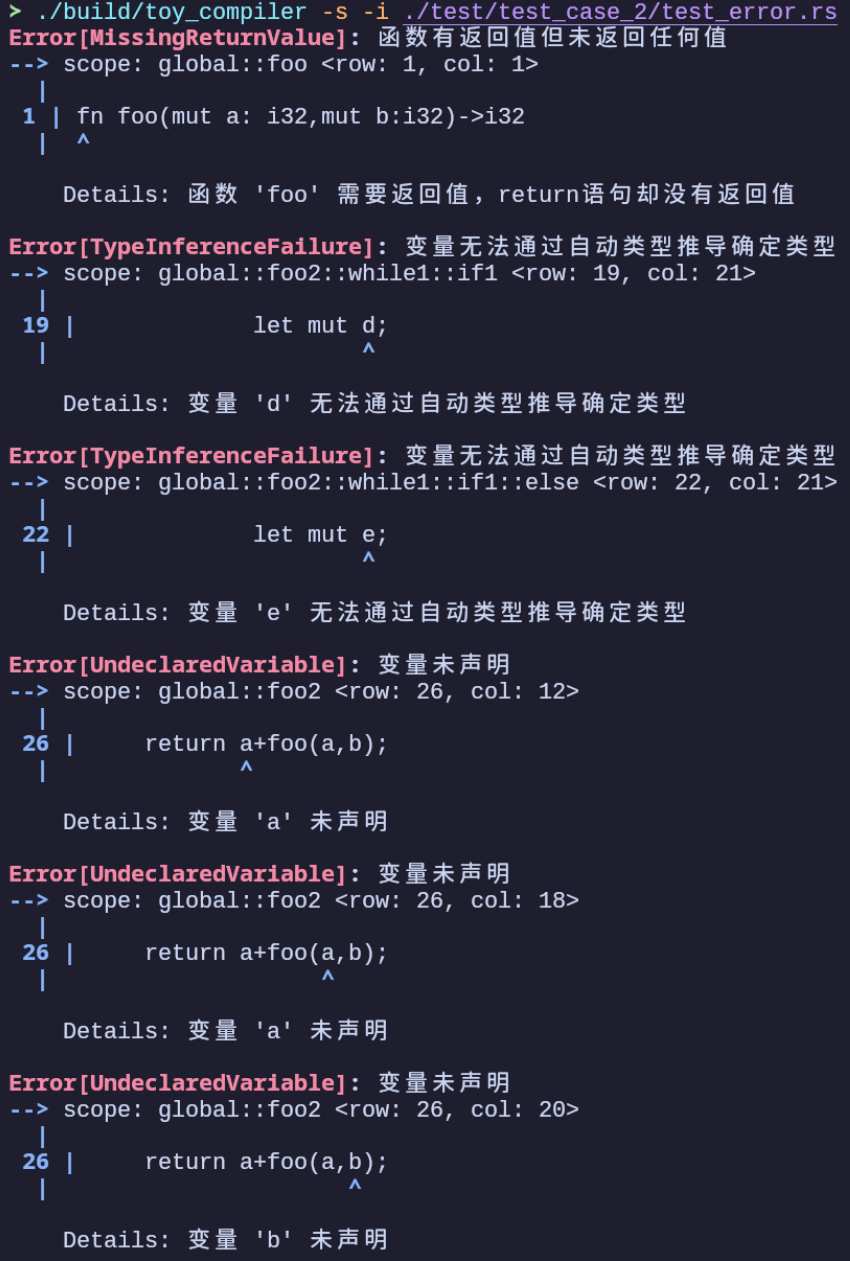 > ./build/toy_compiler -s -i ./test/test_case_2/test_error.rs
Error[MissingReturnValue]: 函数有返回值但未返回任何值
--> scope: global::foo <row: 1, col: 1>
|
1 | fn foo(mut a: i32,mut b:i32)->i32
| ^
Details: 函数 'foo' 需要返回值，return语句却没有返回值
Error[TypeInferenceFailure]: 变量无法通过自动类型推导确定类型
--> scope: global::foo2::while1::if1 <row: 19, col: 21>
|
19 |             let mut d;
| ^
Details: 变量 'd' 无法通过自动类型推导确定类型
Error[TypeInferenceFailure]: 变量无法通过自动类型推导确定类型
--> scope: global::foo2::while1::if1::else <row: 22, col: 21>
|
22 |             let mut e;
| ^
Details: 变量 'e' 无法通过自动类型推导确定类型
Error[UndeclaredVariable]: 变量未声明
--> scope: global::foo2 <row: 26, col: 12>
|
26 |     return a+foo(a,b);
| ^
Details: 变量 'a' 未声明
Error[UndeclaredVariable]: 变量未声明
--> scope: global::foo2 <row: 26, col: 18>
|
26 |     return a+foo(a,b);
| ^
Details: 变量 'a' 未声明
Error[UndeclaredVariable]: 变量未声明
--> scope: global::foo2 <row: 26, col: 20>
|
26 |     return a+foo(a,b);
| ^
Details: 变量 'b' 未声明